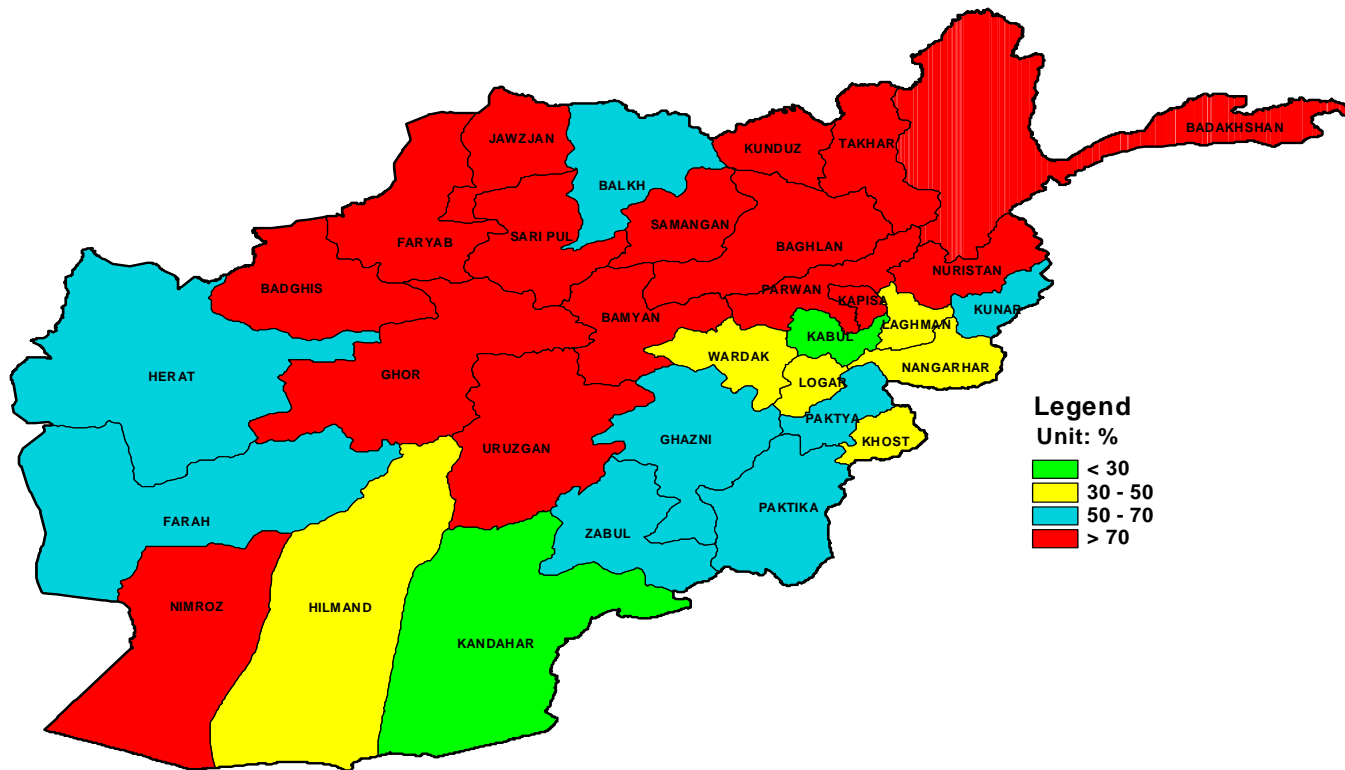 BADAKHSHAN
JAWZJAN
KUNDUZ
TAKHAR
BALKH
SAMANGAN
SARI PUL
FARYAB
BAGHLAN
NURISTAN
BADGHIS
PARWAN
KAPISA
KUNAR
BAMYAN
LAGHMAN
KABUL
WARDAK
NANGARHAR
HERAT
GHOR
LOGAR
PAKTYA
KHOST
GHAZNI
URUZGAN
PAKTIKA
FARAH
ZABUL
NIMROZ
HILMAND
KANDAHAR
Legend
Unit: %
< 30
30 - 50
50 - 70
> 70